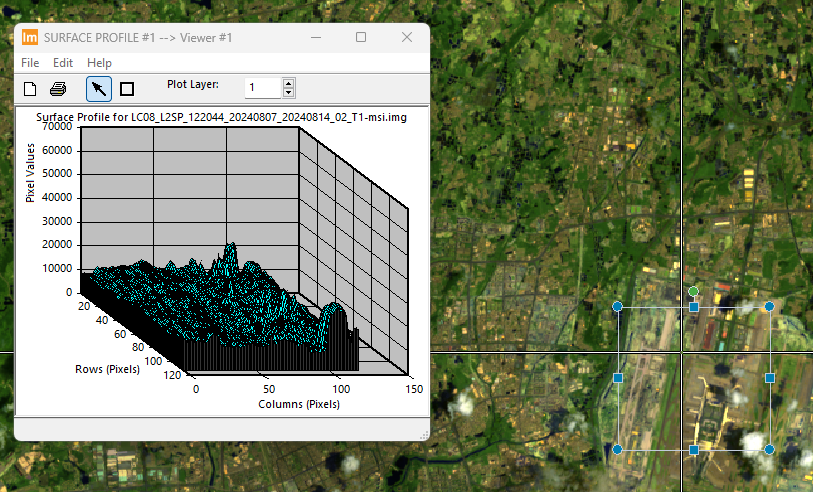 Im SURFACE PROFILE #1 --> Viewer #1
File Edit Help
Plot Layer: 1
Surface Profile for LC08_L2SP_122044_20240807_20240814_02_T1-msi.img
Pixel Values
70000
60000
50000
40000
30000
20000
10000
0
20
40
60
80
100
120
Rows (Pixels)
0 50 100 150
Columns (Pixels)